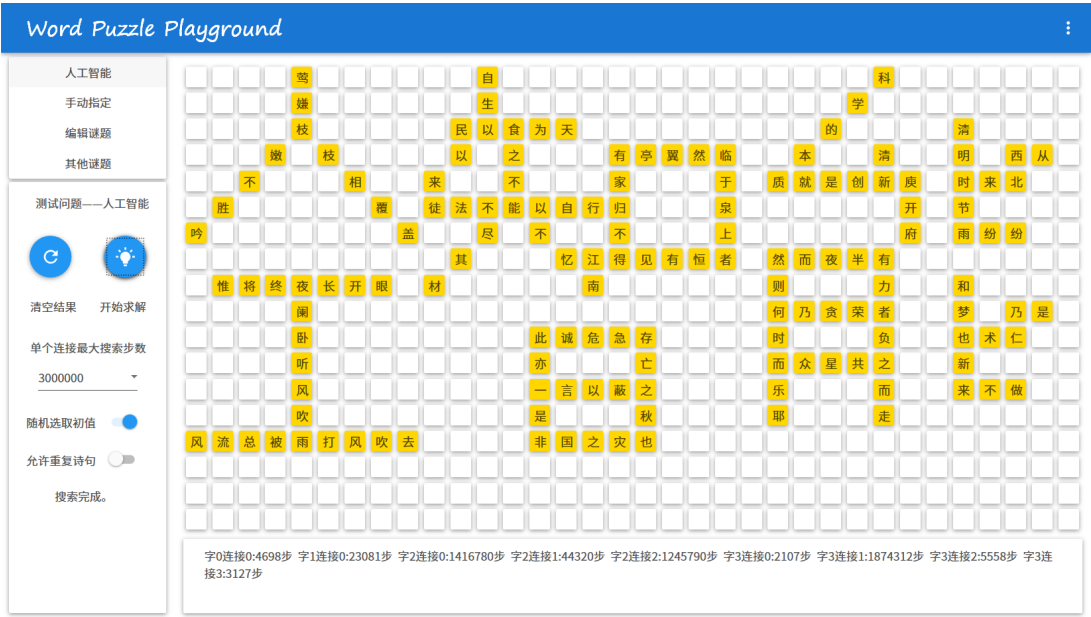 Word Puzzle Playground
人工智能
手动指定
编辑谜题
其他谜题
测试问题——人工智能
清空结果 开始求解
单个连接最大搜索步数
3000000
随机选取初值
允许重复诗句
搜索完成。
莺 自 科
嫌 生 学
枝 民以食为天 的 清
嫩 枝 以 之 有亭翼然临 本 清 明 西从
不 相 来 不 家 于 质就是创新庾 时来北
胜 覆 徒法不能以自行归 泉 开 节
吟 盖 尽 不 不 上 府 雨纷纷
其 忆江得见有恒者 然而夜半有
惟将终夜长开眼 材 南 则 力 和
阑 何乃贪荣者 梦 乃是
卧 此诚危急存 时 负 也术仁
听 亦 亡 而众星共之 新
风 一言以蔽之 乐 而 来不做
吹 是 秋 耶 走
风流总被雨打风吹去 非国之灾也
字0连接0:4698步 字1连接0:23081步 字2连接0:1416780步 字2连接1:44320步 字2连接2:1245790步 字3连接0:2107步 字3连接1:1874312步 字3连接2:5558步 字3连
接3:3127步